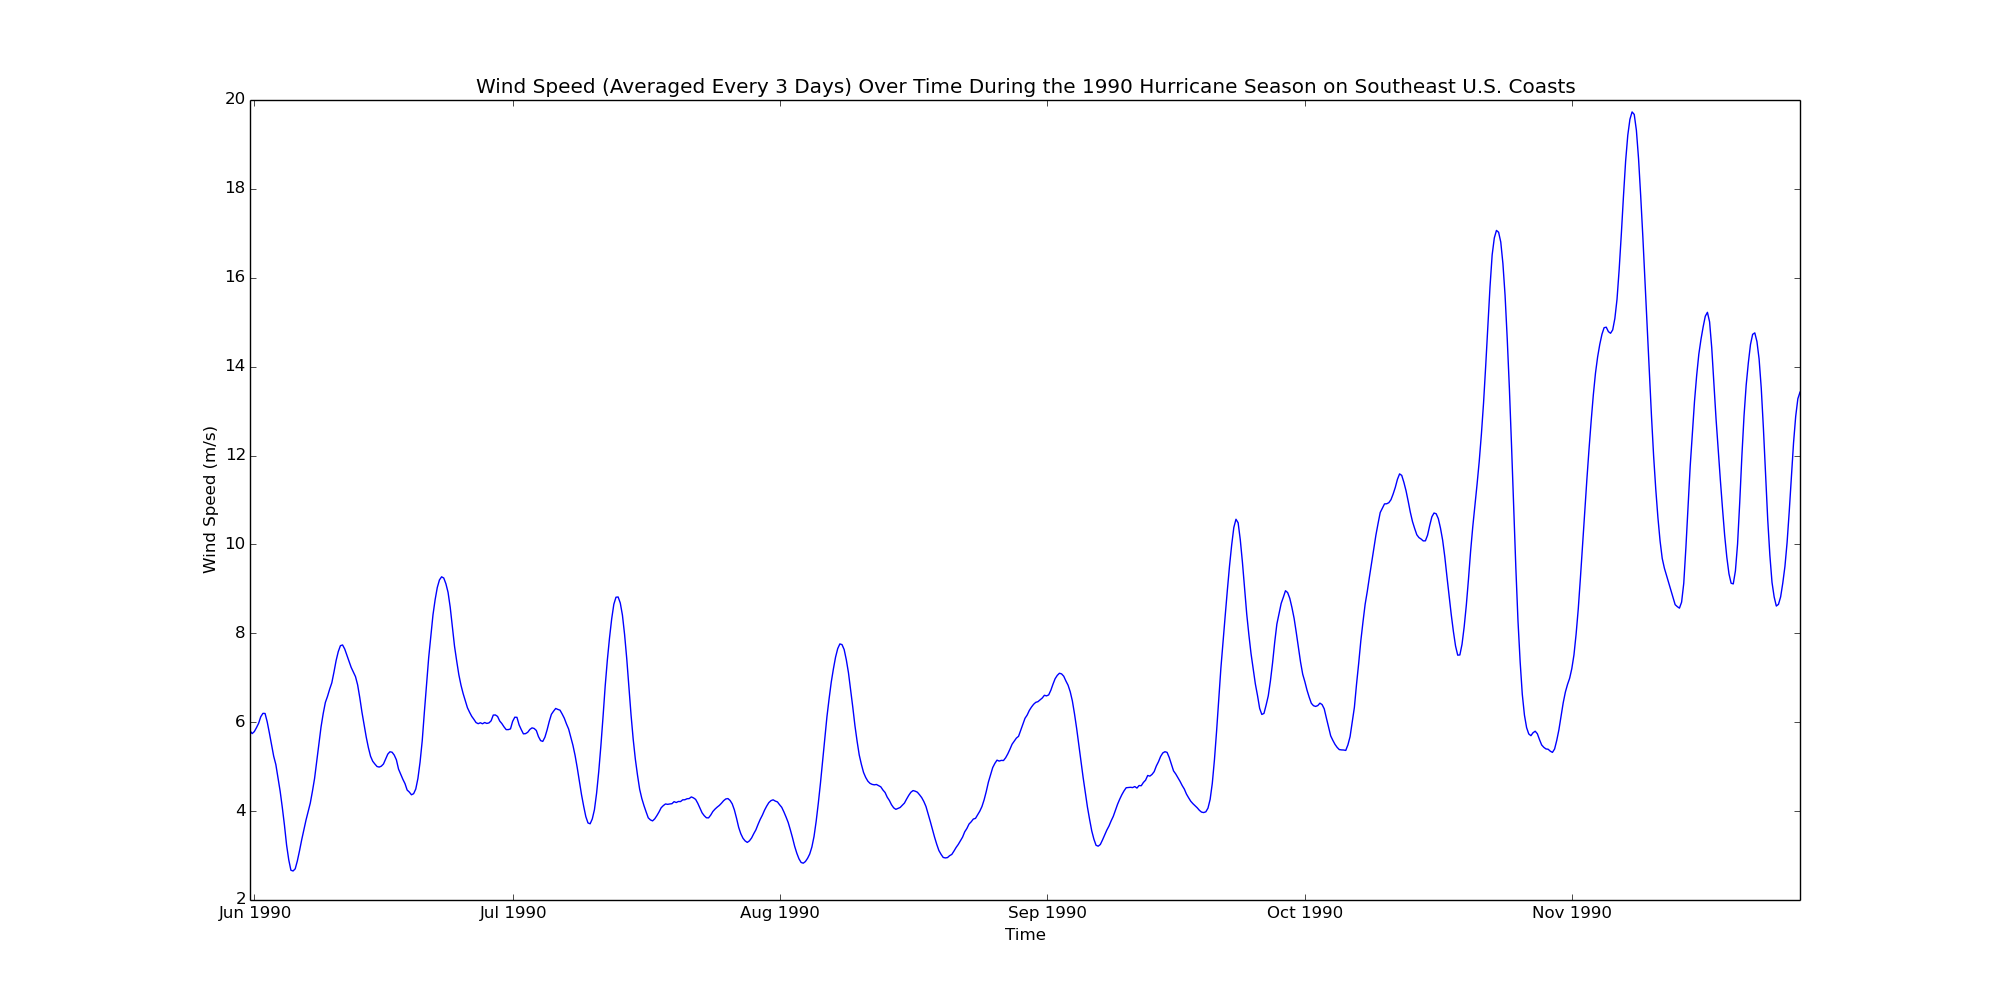 Wind Speed (Averaged Every 3 Days) Over Time During the 1990 Hurricane Season on Southeast U.S. Coasts
20
18
16
14
12
10
8
6
4
2
Wind Speed (m/s)
Jun 1990 Jul 1990 Aug 1990 Sep 1990 Oct 1990 Nov 1990
Time